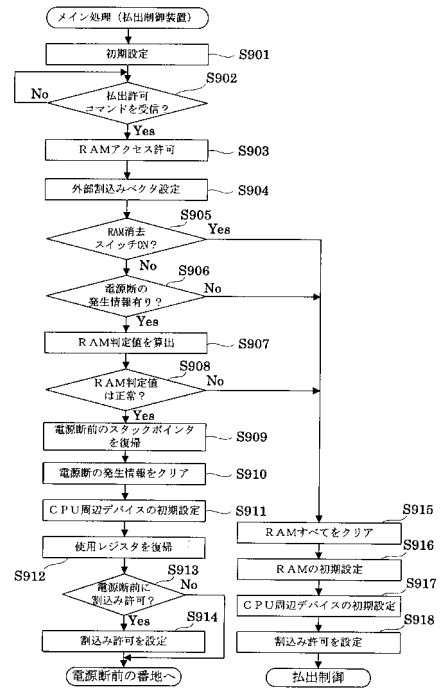 メイン処理（払出制御装置）
初期設定
S901
S902
No
払出許可
コマンドを受信？
Yes
ＲＡＭアクセス許可
S903
外部割込みベクタ設定
S904
S905
RAM消去
スイッチON？
Yes
No
S906
電源断の
発生情報有り？
No
Yes
ＲＡＭ判定値を算出
S907
S908
ＲＡＭ判定値
は正常？
No
Yes
電源断前のスタックポインタ
を復帰
S909
電源断の発生情報をクリア
S910
ＣＰＵ周辺デバイスの初期設定
S911
S915
ＲＡＭすべてをクリア
使用レジスタを復帰
S912
S916
ＲＡＭの初期設定
S913
電源断前に
割込み許可？
No
S917
ＣＰＵ周辺デバイスの初期設定
Yes
S914
割込み許可を設定
S918
割込み許可を設定
電源断前の番地へ
払出制御